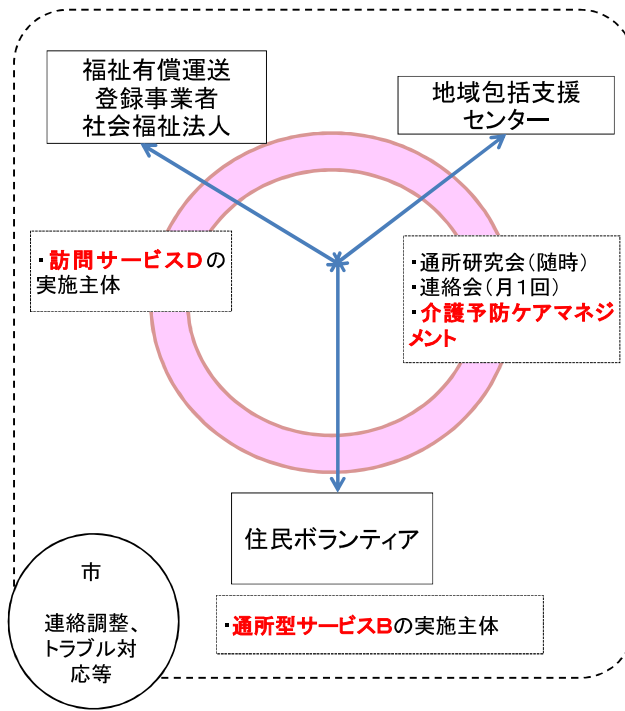 福祉有償運送
登録事業者
社会福祉法人
地域包括支援
センター
・訪問サービスDの
実施主体
・通所研究会(随時)
・連絡会(月1回)
・介護予防ケアマネジ
メント
住民ボランティア
・通所型サービスBの実施主体
市
連絡調整、
トラブル対
応等